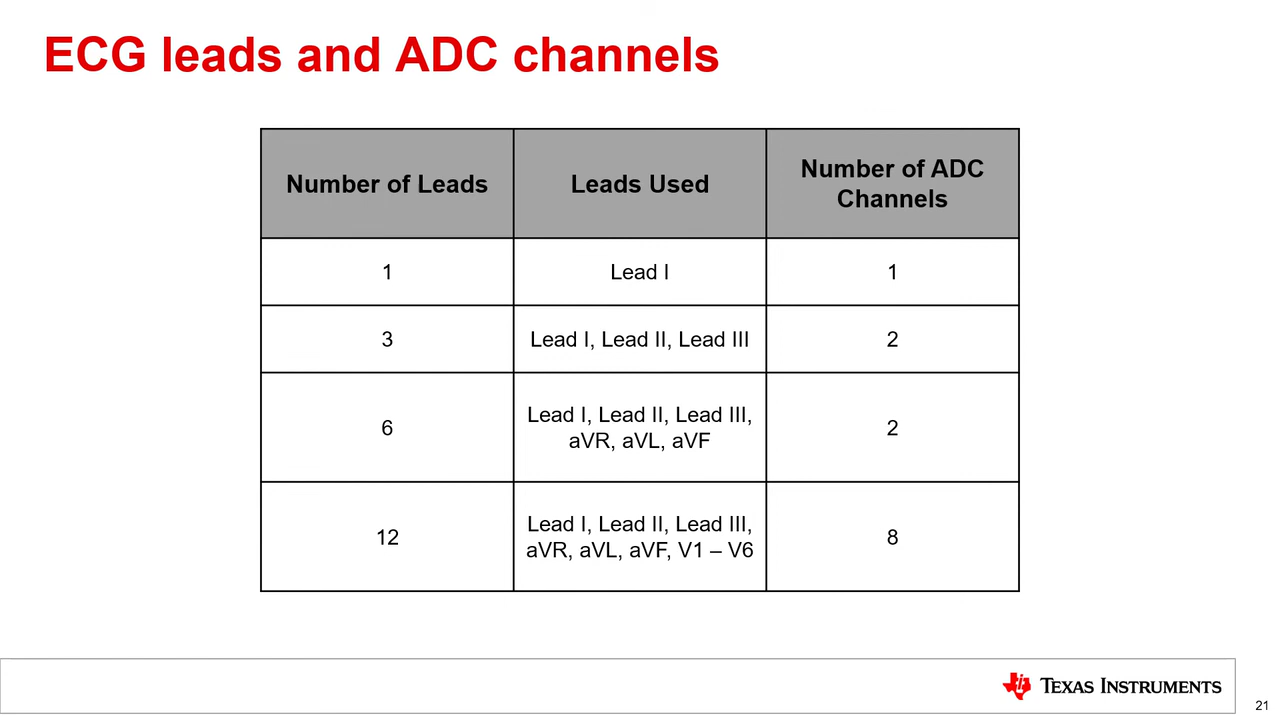 ECG leads and ADC channels
Number of Leads
Leads Used
Number of ADC
Channels
1
Lead I
1
3
Lead I, Lead II, Lead III
2
6
Lead I, Lead II, Lead III,
aVR, aVL, aVF
2
12
Lead I, Lead II, Lead III,
aVR, aVL, aVF, V1 – V6
8
TEXAS INSTRUMENTS
21